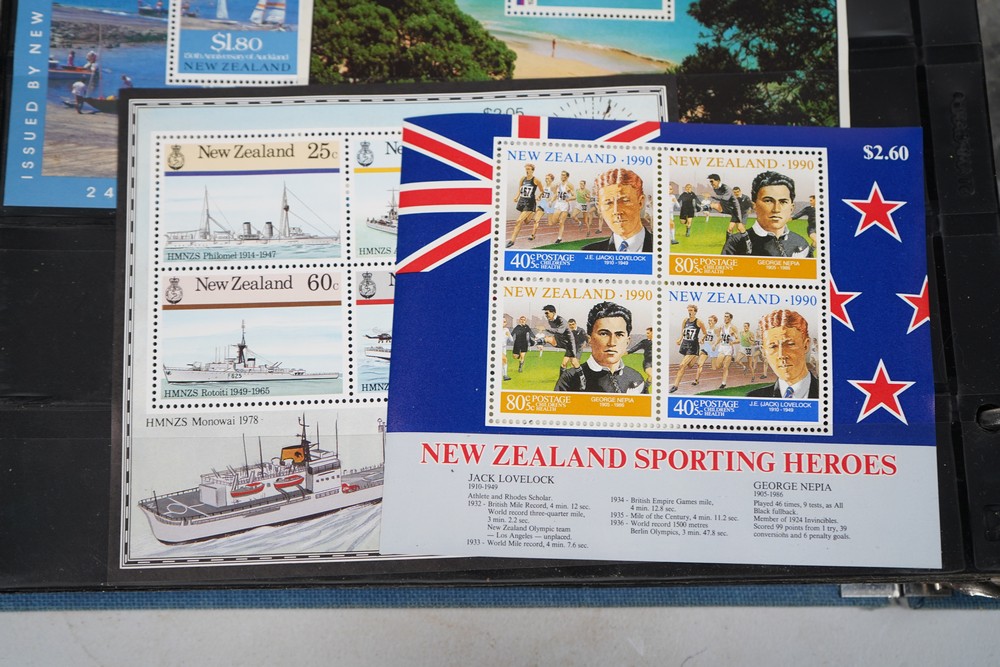 ISSUED BY NEW
24
$1.80
150th Anniversary of Auckland
NEW ZEALAND
$2.05
New Zealand 25c
HMNZS Philomel 1914-1947
New Zealand 60c
F625
HMNZS Rotoiti 1949-1965
HMNZS Monowai 1978 -
$2.60
NEW ZEALAND · 1990
467
40c POSTAGE
5c CHILDREN'S HEALTH
J.E. (JACK) LOVELOCK
1910 - 1949
NEW ZEALAND · 1990
80c POSTAGE
5c CHILDREN'S HEALTH
GEORGE NEPIA
1905 - 1986
NEW ZEALAND · 1990
80c POSTAGE
5c CHILDREN'S HEALTH
GEORGE NEPIA
1905 - 1986
NEW ZEALAND · 1990
467
40c POSTAGE
5c CHILDREN'S HEALTH
J.E. (JACK) LOVELOCK
1910 - 1949
NEW ZEALAND SPORTING HEROES
JACK LOVELOCK
1910-1949
Athlete and Rhodes Scholar.
1932 - British Mile Record, 4 min. 12 sec.
World record three-quarter mile,
3 min. 2.2 sec.
New Zealand Olympic team
— Los Angeles — unplaced.
1933 - World Mile record, 4 min. 7.6 sec.
1934 - British Empire Games mile,
4 min. 12.8 sec.
1935 - Mile of the Century, 4 min. 11.2 sec.
1936 - World record 1500 metres
Berlin Olympics, 3 min. 47.8 sec.
GEORGE NEPIA
1905-1986
Played 46 times, 9 tests, as All
Black fullback.
Member of 1924 Invincibles.
Scored 99 points from 1 try, 39
conversions and 6 penalty goals.